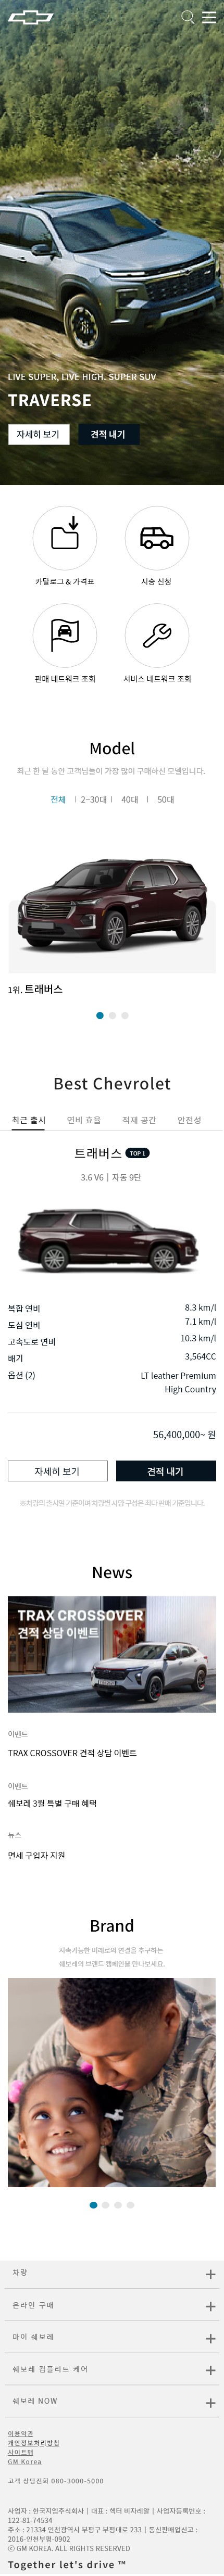 LIVE SUPER, LIVE HIGH. SUPER SUV
TRAVERSE
자세히 보기
견적 내기
카탈로그 & 가격표
시승 신청
판매 네트워크 조회
서비스 네트워크 조회
Model
최근 한 달 동안 고객님들이 가장 많이 구매하신 모델입니다.
전체 | 2~30대 | 40대 | 50대
1위. 트래버스
Best Chevrolet
최근 출시 연비 효율 적재 공간 안전성
트래버스 TOP 1
3.6 V6 | 자동 9단
복합 연비 8.3 km/l
도심 연비 7.1 km/l
고속도로 연비 10.3 km/l
배기 3,564CC
옵션 (2) LT leather Premium
High Country
56,400,000~ 원
자세히 보기
견적 내기
※차량의 출시일 기준이며 차량별 사양 구성은 최다 판매 기준입니다.
News
TRAX CROSSOVER
견적 상담 이벤트
이벤트
TRAX CROSSOVER 견적 상담 이벤트
이벤트
쉐보레 3월 특별 구매 혜택
뉴스
면세 구입자 지원
Brand
지속가능한 미래로의 연결을 추구하는
쉐보레의 브랜드 캠페인을 만나보세요.
차량
온라인 구매
마이 쉐보레
쉐보레 컴플리트 케어
쉐보레 NOW
이용약관
개인정보처리방침
사이트맵
GM Korea
고객 상담전화 080-3000-5000
사업자 : 한국지엠주식회사 | 대표 : 헥터 비자레알 | 사업자등록번호 :
122-81-74534
주소 : 21334 인천광역시 부평구 부평대로 233 | 통신판매업신고 :
2016-인천부평-0902
ⓒ GM KOREA. ALL RIGHTS RESERVED
Together let's drive ™